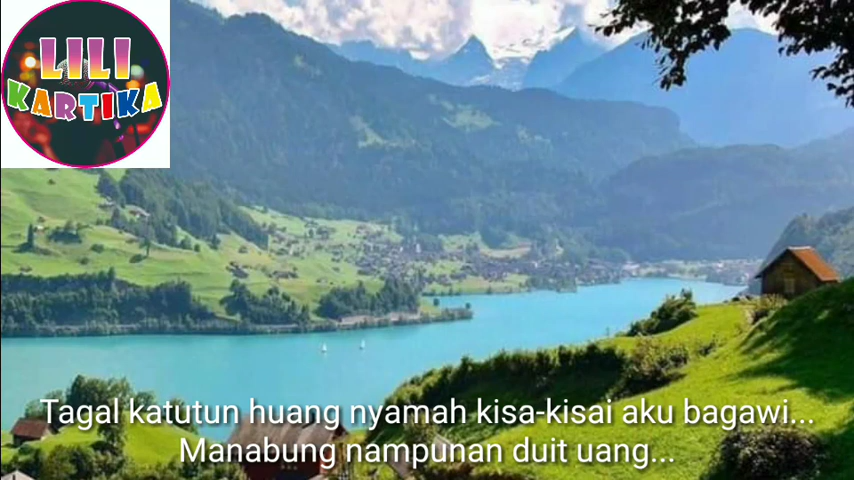 LILI
KARTIKA
Tagal katutun huang nyamah kisa-kisai aku bagawi...
Manabung nampunan duit uang...